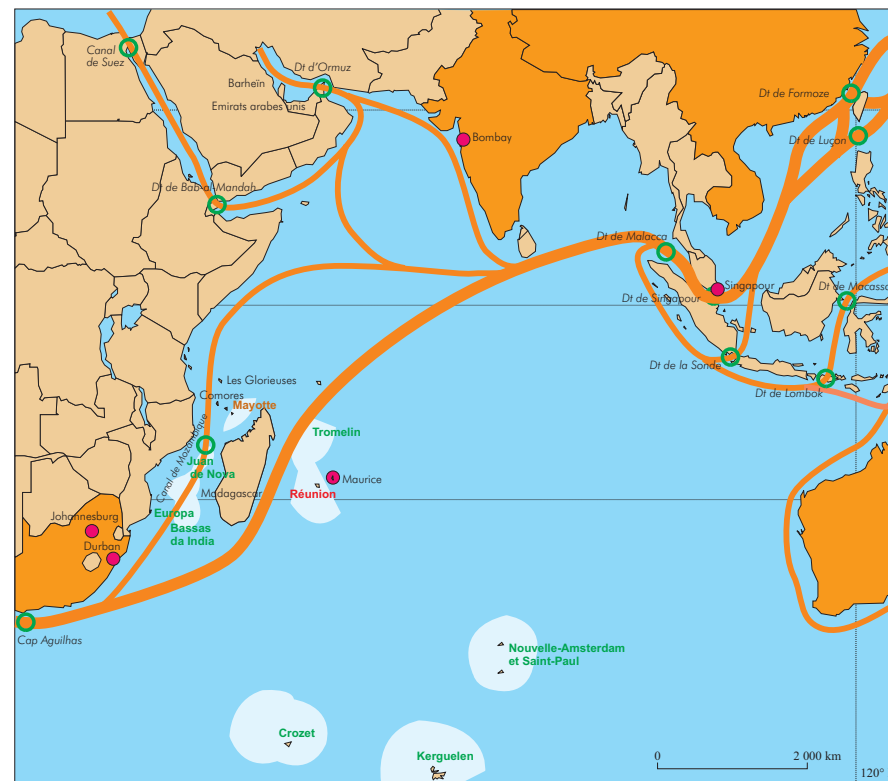 Canal
de Suez
Dt d'Ormuz
Barheïn
Emirats arabes unis
Dt de Formoze
Dt de Luçon
Bombay
Dt de Bab-al-Mandah
Dt de Malacca
Singapour
Dt de Macassa
Dt de Singapour
Dt de la Sonde
Dt de Lombok
Les Glorieuses
Comores
Mayotte
Canal de Mozambique
Tromelin
Juan
de Nova
Maurice
Madagascar
Réunion
Europa
Johannesburg
Bassas
da India
Durban
Cap Aguilhas
Nouvelle-Amsterdam
et Saint-Paul
Crozet
Kerguelen
0
2 000 km
120°